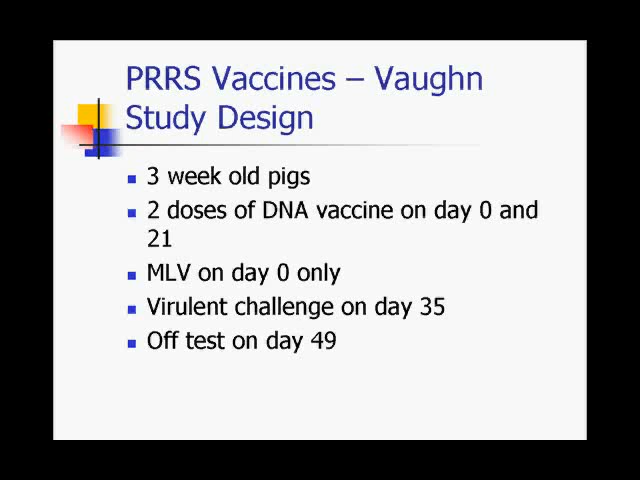 PRRS Vaccines – Vaughn
Study Design
3 week old pigs
2 doses of DNA vaccine on day 0 and
21
MLV on day 0 only
Virulent challenge on day 35
Off test on day 49